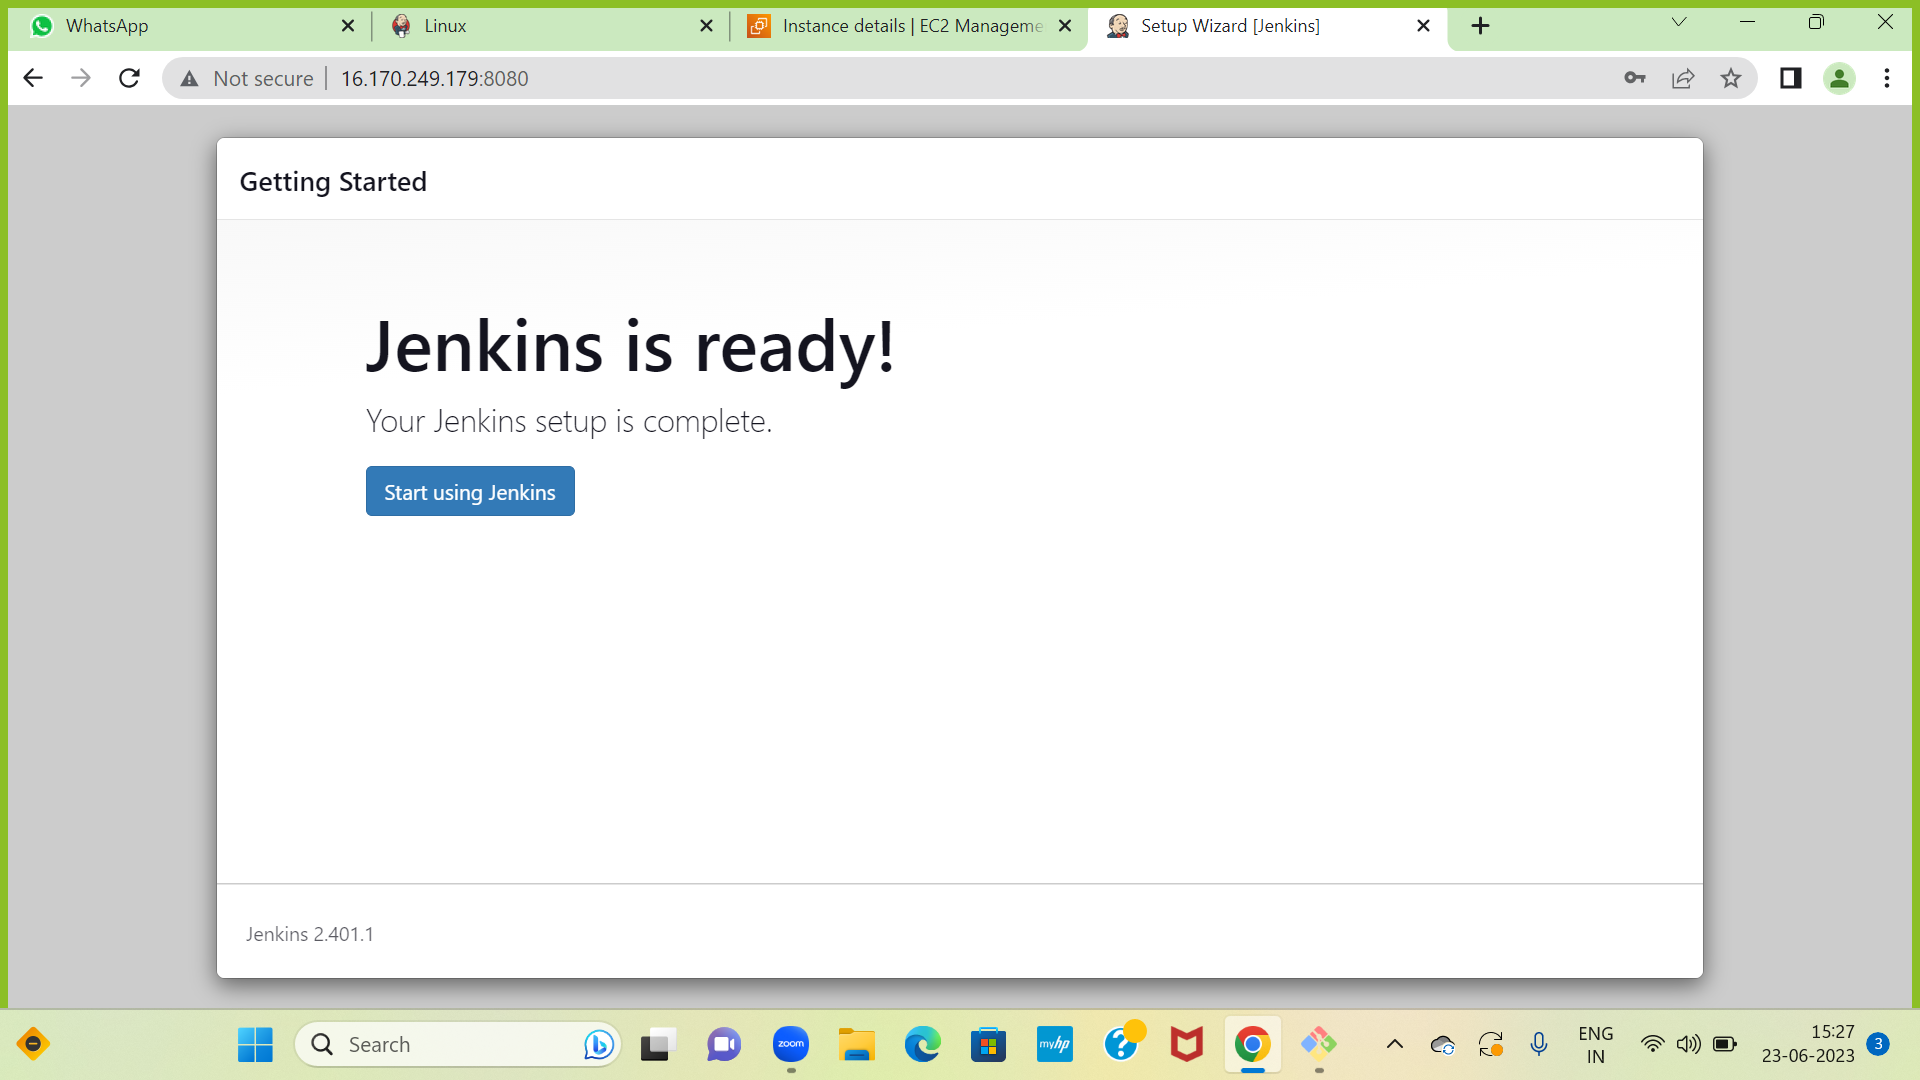 WhatsApp
Linux
Instance details | EC2 Manageme
Setup Wizard [Jenkins]
Not secure
16.170.249.179:8080
Getting Started
Jenkins is ready!
Your Jenkins setup is complete.
Start using Jenkins
Jenkins 2.401.1
Search
zoom
myhp
ENG
IN
15:27
23-06-2023
3